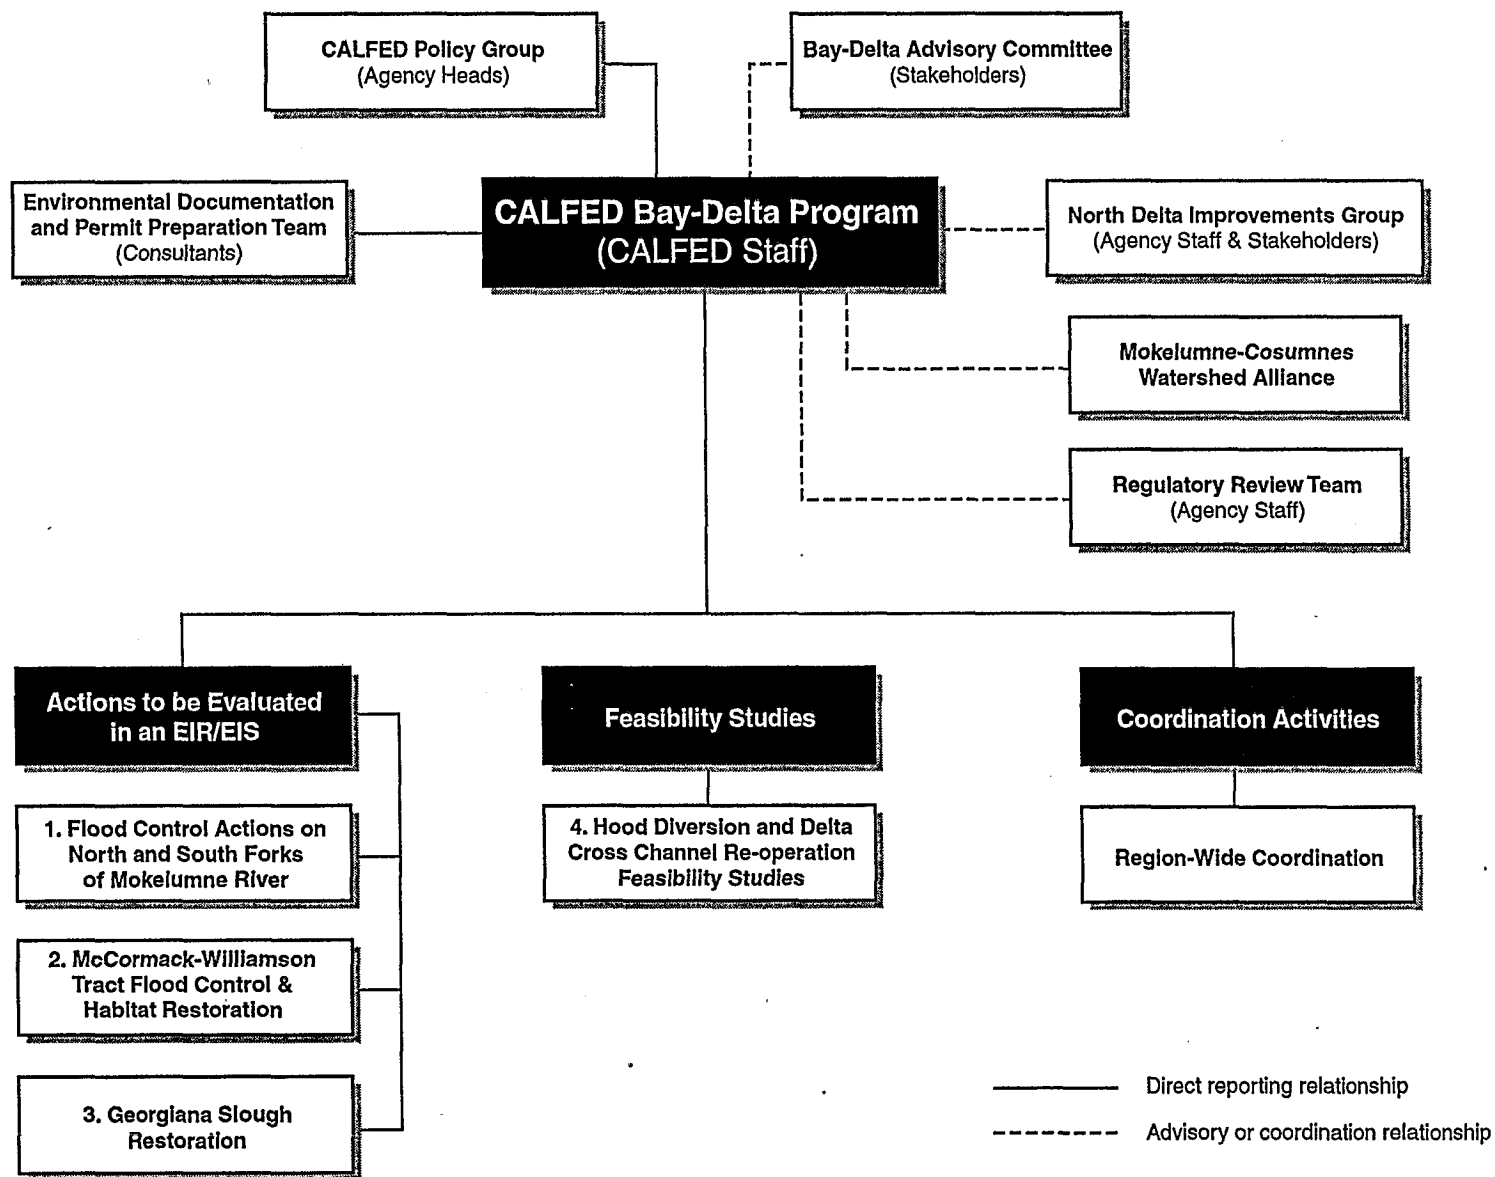 CALFED Policy Group
(Agency Heads)
Bay-Delta Advisory Committee
(Stakeholders)
Environmental Documentation
and Permit Preparation Team
(Consultants)
CALFED Bay-Delta Program
(CALFED Staff)
North Delta Improvements Group
(Agency Staff & Stakeholders)
Mokelumne-Cosumnes
Watershed Alliance
Regulatory Review Team
(Agency Staff)
Actions to be Evaluated
in an EIR/EIS
Feasibility Studies
Coordination Activities
1. Flood Control Actions on
North and South Forks
of Mokelumne River
4. Hood Diversion and Delta
Cross Channel Re-operation
Feasibility Studies
Region-Wide Coordination
2. McCormack-Williamson
Tract Flood Control &
Habitat Restoration
3. Georgiana Slough
Restoration
Direct reporting relationship
Advisory or coordination relationship